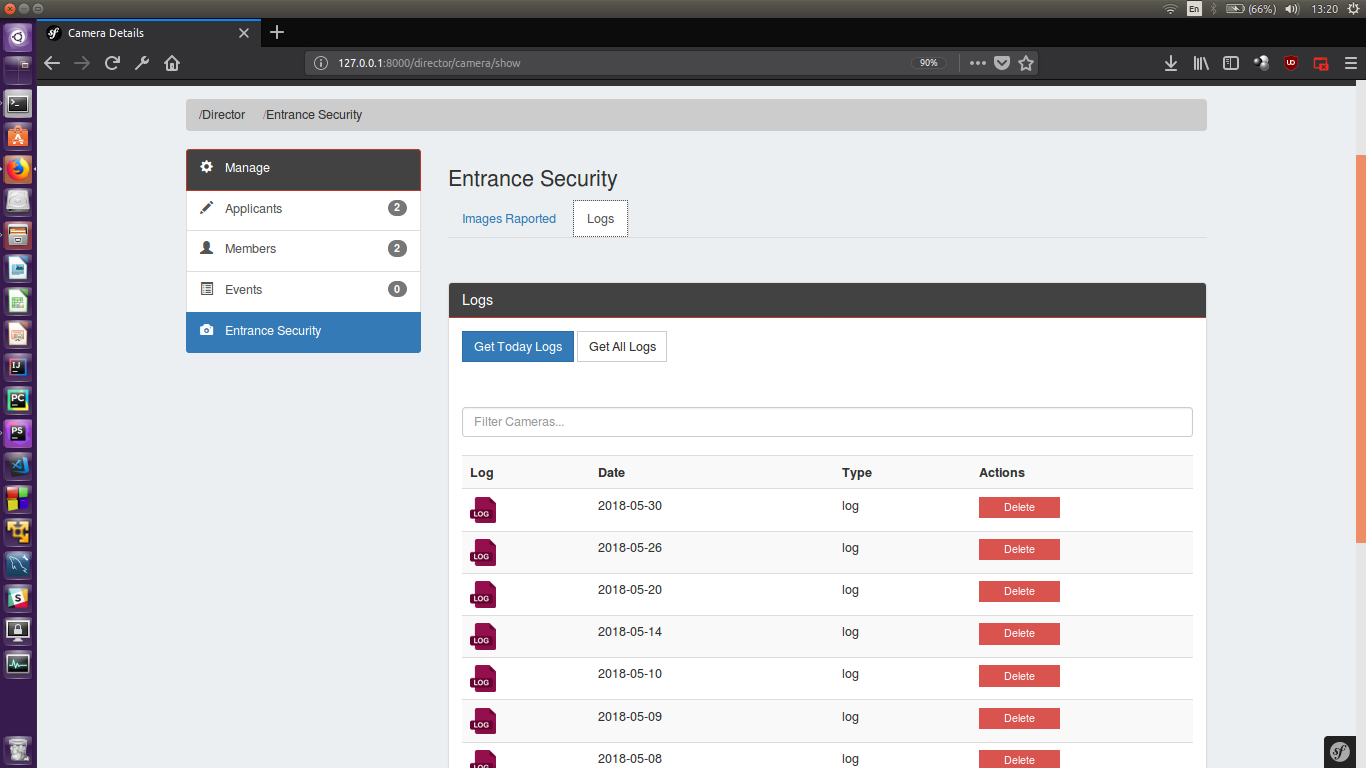 En (66%) 13:20
Camera Details
127.0.0.1:8000/director/camera/show 90%
/Director /Entrance Security
Manage
Applicants 2
Members 2
Events 0
Entrance Security
Entrance Security
Images Raported Logs
Logs
Get Today Logs Get All Logs
Filter Cameras...
Log Date Type Actions
LOG 2018-05-30 log Delete
LOG 2018-05-26 log Delete
LOG 2018-05-20 log Delete
LOG 2018-05-14 log Delete
LOG 2018-05-10 log Delete
LOG 2018-05-09 log Delete
LOG 2018-05-08 log Delete
IJ
PC
PS
S
sf